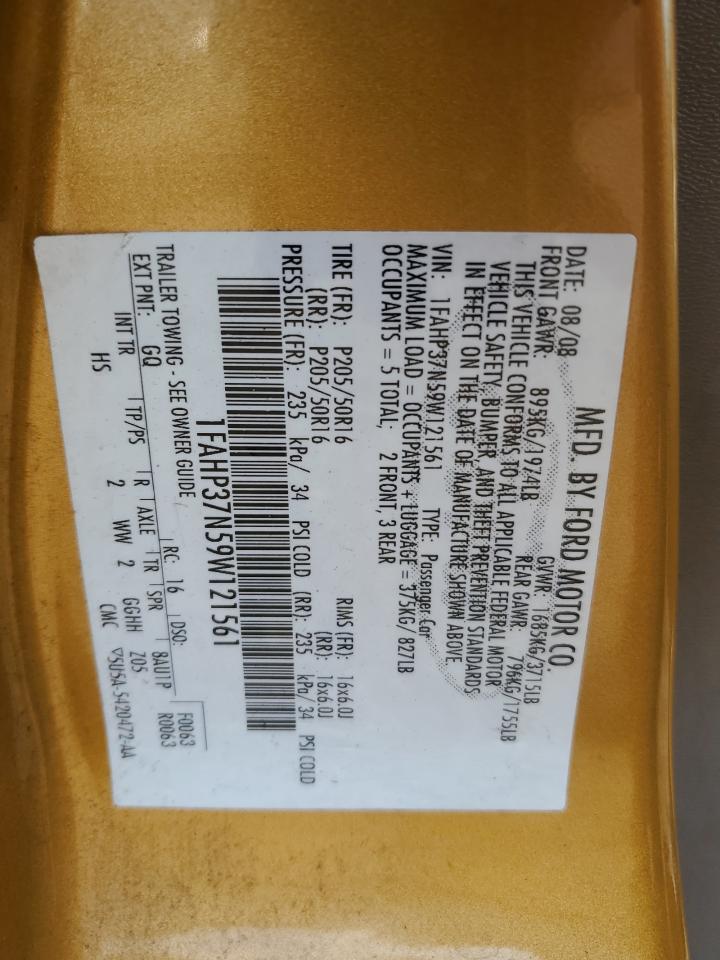 MFD. BY FORD MOTOR CO.
DATE: 08/08 GVWR: 1685KG/3715LB
FRONT GAWR: 895KG/1974LB REAR GAWR: 796KG/1755LB
THIS VEHICLE CONFORMS TO ALL APPLICABLE FEDERAL MOTOR
VEHICLE SAFETY, BUMPER, AND THEFT PREVENTION STANDARDS
IN EFFECT ON THE DATE OF MANUFACTURE SHOWN ABOVE.
VIN: 1FAHP37N59W121561 TYPE: Passenger Car
MAXIMUM LOAD = OCCUPANTS + LUGGAGE = 375KG/827LB
OCCUPANTS = 5 TOTAL; 2 FRONT, 3 REAR
TIRE (FR): P205/50R16 RIMS (FR): 16x6.0J
(RR): P205/50R16 (RR): 16x6.0J
PRESSURE (FR): 235 kPa/ 34 PSI COLD (RR): 235 kPa/ 34 PSI COLD
1FAHP37N59W121561
TRAILER TOWING - SEE OWNER GUIDE
F0063
R0063
EXT PNT: GQ RC: 16 DSO: 8AU1P
INT TR TP/PS R AXLE TR SPR Z05
HS 2 WW 2 GGHH
CMC ▽5U5A-5420472-AA